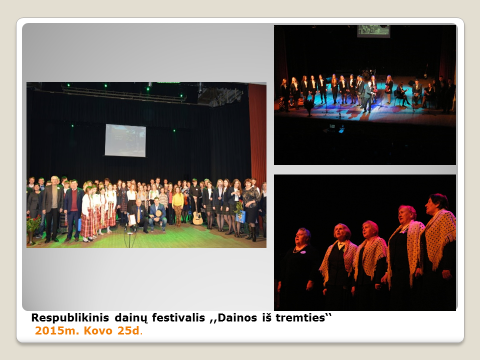 Respublikinis dainų festivalis ,,Dainos iš tremties‘‘
2015m. Kovo 25d.